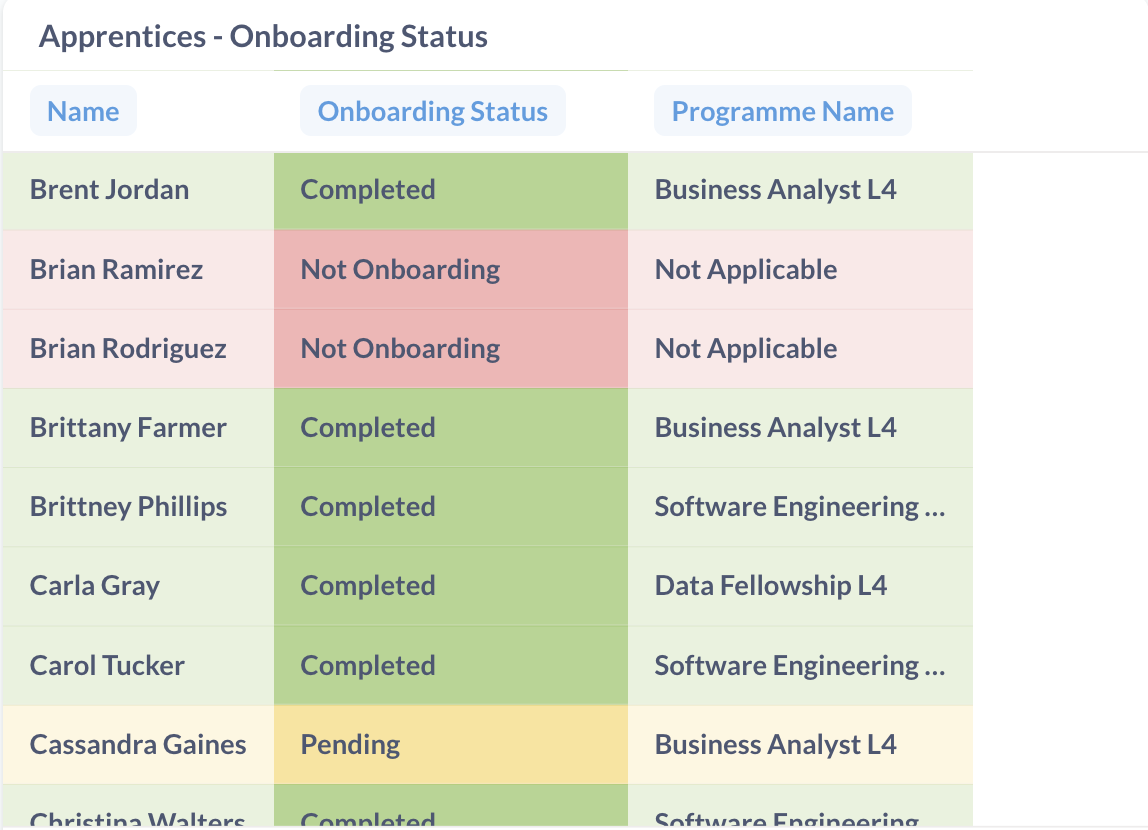 Apprentices - Onboarding Status
Name Onboarding Status Programme Name
Brent Jordan Completed Business Analyst L4
Brian Ramirez Not Onboarding Not Applicable
Brian Rodriguez Not Onboarding Not Applicable
Brittany Farmer Completed Business Analyst L4
Brittney Phillips Completed Software Engineering ...
Carla Gray Completed Data Fellowship L4
Carol Tucker Completed Software Engineering ...
Cassandra Gaines Pending Business Analyst L4
Christina Walters Completed Software Engineering ...